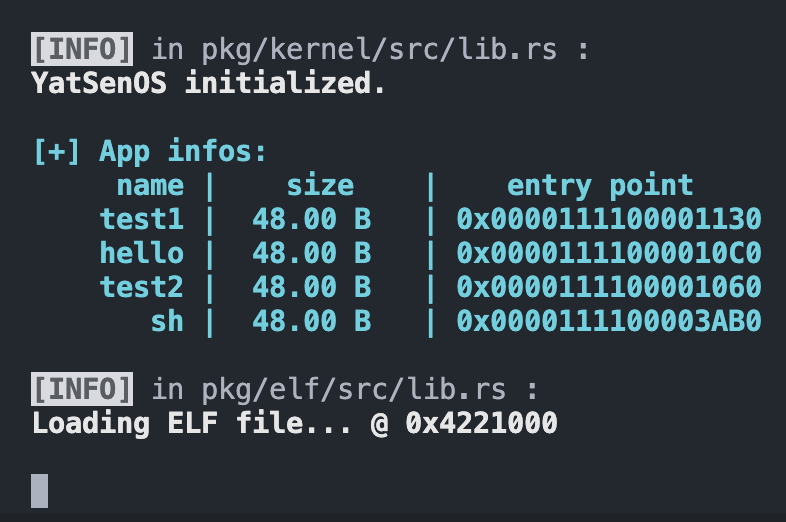 [INFO] in pkg/kernel/src/lib.rs :
YatSenOS initialized.
[+] App infos:
name | size | entry point
test1 | 48.00 B | 0x0000111100001130
hello | 48.00 B | 0x00001111000010C0
test2 | 48.00 B | 0x0000111100001060
sh | 48.00 B | 0x0000111100003AB0
[INFO] in pkg/elf/src/lib.rs :
Loading ELF file... @ 0x4221000